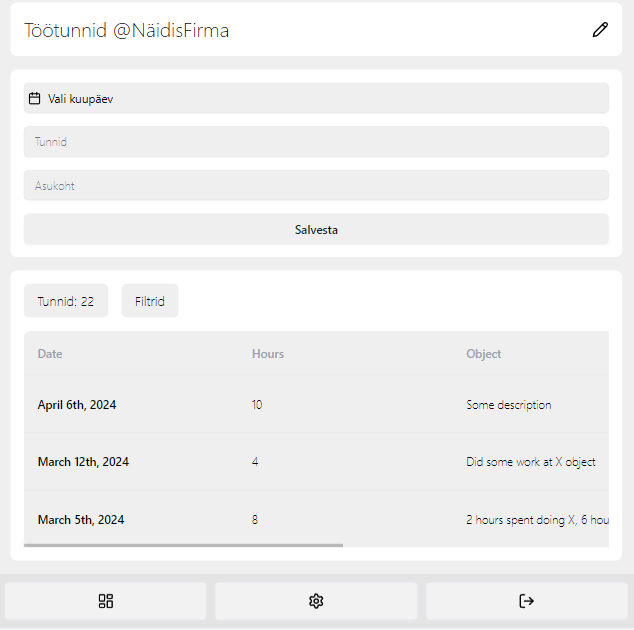 Töötunnid @NäidisFirma
Vali kuupäev
Tunnid
Asukoht
Salvesta
Tunnid: 22
Filtrid
Date Hours Object
April 6th, 2024 10 Some description
March 12th, 2024 4 Did some work at X object
March 5th, 2024 8 2 hours spent doing X, 6 hou